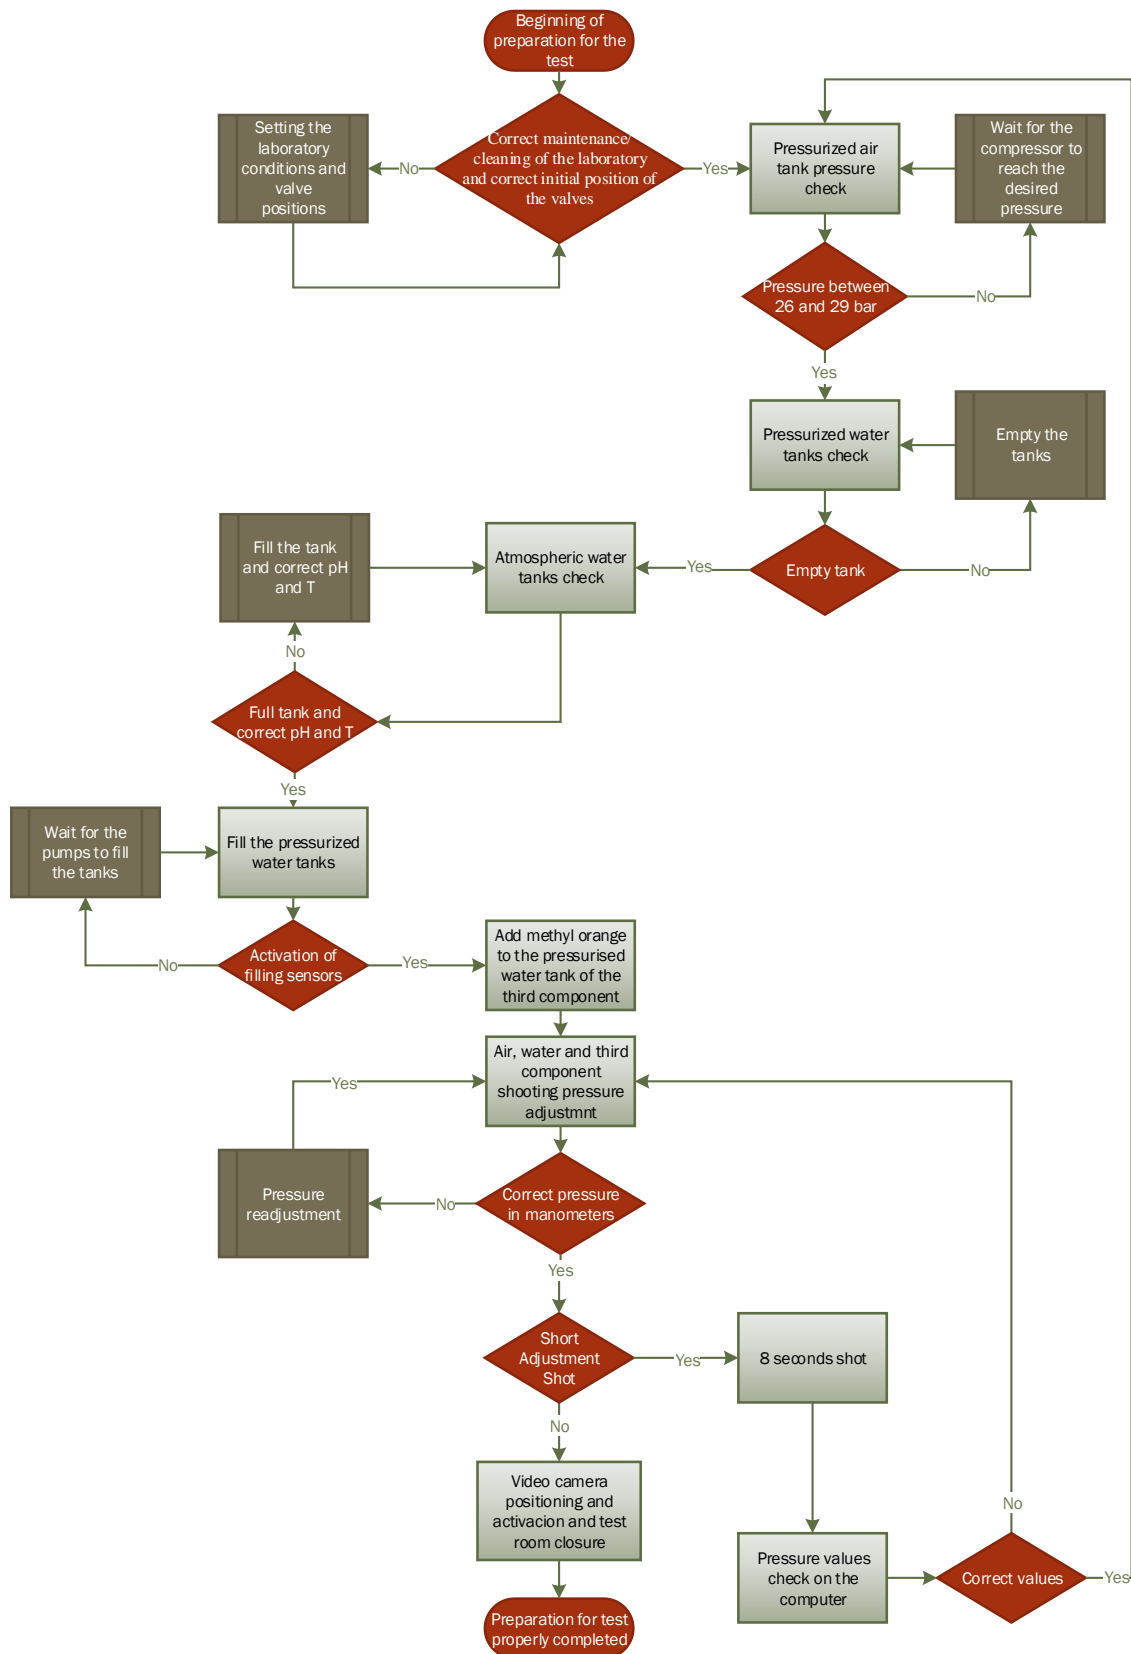 Beginning of
preparation for the
test
Setting the
laboratory
conditions and
valve
positions
No
Correct maintenance/
cleaning of the laboratory
and correct initial position of
the valves
Yes
Pressurized air
tank pressure
check
Wait for the
compressor to
reach the
desired
pressure
Pressure between
26 and 29 bar
No
Yes
Pressurized water
tanks check
Empty the
tanks
Fill the tank
and correct pH
and T
Atmospheric water
tanks check
Yes
Empty tank
No
No
Full tank and
correct pH and T
Yes
Wait for the
pumps to fill
the tanks
Fill the pressurized
water tanks
No
Activation of
filling sensors
Yes
Add methyl orange
to the pressurised
water tank of the
third component
Air, water and third
component
shooting pressure
adjustmnt
Yes
Pressure
readjustment
No
Correct pressure
in manometers
Yes
Short
Adjustment
Shot
Yes
8 seconds shot
No
Video camera
positioning and
activacion and test
room closure
No
Pressure values
check on the
computer
Correct values
Yes
Preparation for test
properly completed